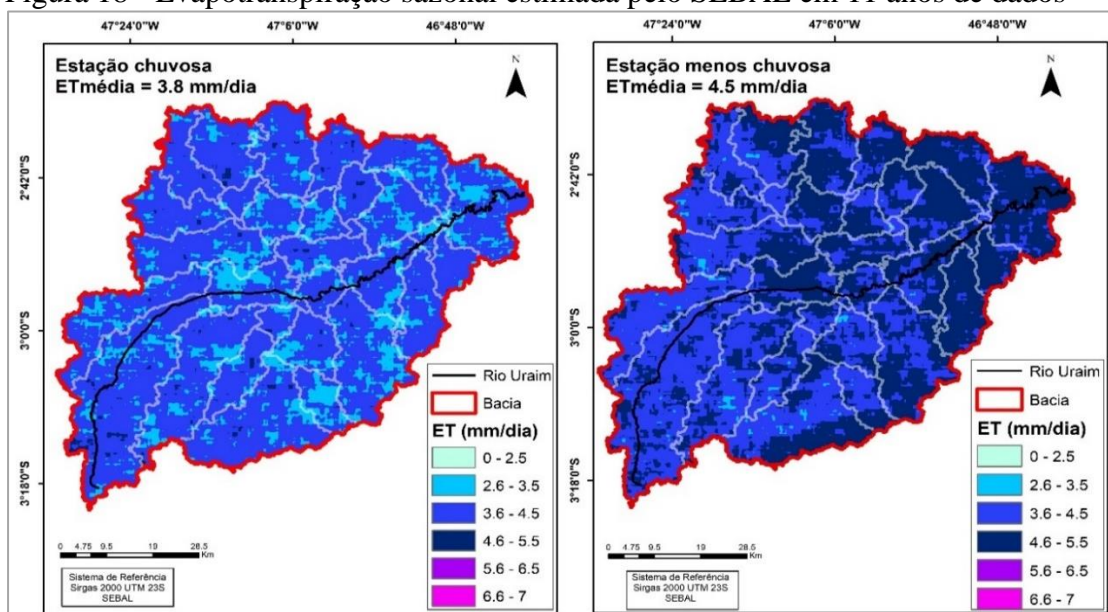 Figura 18 - Evapotranspiração sazonal estimada pelo SEBAL em 11 anos de dados
47°24'0"W 47°6'0"W 46°48'0"W
Estação chuvosa
ETmédia = 3.8 mm/dia
N
2°42'0"S
3°0'0"S
3°18'0"S
Rio Uraim
Bacia
ET (mm/dia)
0 - 2.5
2.6 - 3.5
3.6 - 4.5
4.6 - 5.5
5.6 - 6.5
6.6 - 7
0 4.75 9.5 19 28.5
Km
Sistema de Referência
Sirgas 2000 UTM 23S
SEBAL
47°24'0"W 47°6'0"W 46°48'0"W
Estação menos chuvosa
ETmédia = 4.5 mm/dia
N
2°42'0"S
3°0'0"S
3°18'0"S
Rio Uraim
Bacia
ET (mm/dia)
0 - 2.5
2.6 - 3.5
3.6 - 4.5
4.6 - 5.5
5.6 - 6.5
6.6 - 7
0 4.75 9.5 19 28.5
Km
Sistema de Referência
Sirgas 2000 UTM 23S
SEBAL